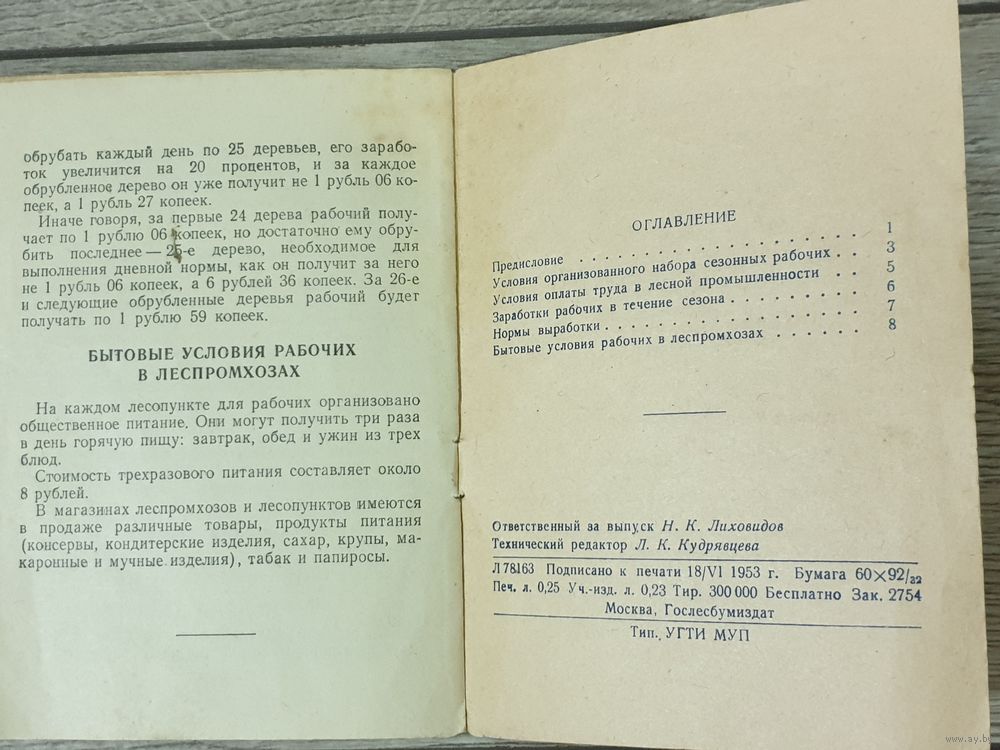 обрубать каждый день по 25 деревьев, его зарабо-
ток увеличится на 20 процентов, и за каждое
обрубленное дерево он уже получит не 1 рубль 06 ко-
пеек, а 1 рубль 27 копеек.
Иначе говоря, за первые 24 дерева рабочий полу-
чает по 1 рублю 06 копеек, но достаточно ему обру-
бить последнее — 25-е дерево, необходимое для
выполнения дневной нормы, как он получит за него
не 1 рубль 06 копеек, а 6 рублей 36 копеек. За 26-е
и следующие обрубленные деревья рабочий будет
получать по 1 рублю 59 копеек.
БЫТОВЫЕ УСЛОВИЯ РАБОЧИХ
В ЛЕСПРОМХОЗАХ
На каждом лесопункте для рабочих организовано
общественное питание. Они могут получить три раза
в день горячую пищу: завтрак, обед и ужин из трех
блюд.
Стоимость трехразового питания составляет около
8 рублей.
В магазинах леспромхозов и лесопунктов имеются
в продаже различные товары, продукты питания
(консервы, кондитерские изделия, сахар, крупы, ма-
каронные и мучные изделия), табак и папиросы.
ОГЛАВЛЕНИЕ
Предисловие . . . . . . . . . . . . . . . . 1
Условия организованного набора сезонных рабочих . . 3
Условия оплаты труда в лесной промышленности . . . 5
Заработки рабочих в течение сезона . . . . . . . . 6
Нормы выработки . . . . . . . . . . . . . . . 7
Бытовые условия рабочих в леспромхозах . . . . . . 8
Ответственный за выпуск Н. К. Лиховидов
Технический редактор Л. К. Кудрявцева
Л 78163 Подписано к печати 18/VI 1953 г. Бумага 60×92/32
Печ. л. 0,25 Уч.-изд. л. 0,23 Тир. 300 000 Бесплатно Зак. 2754
Москва, Гослесбумиздат
Тип. УГТИ МУП
www.ay.by